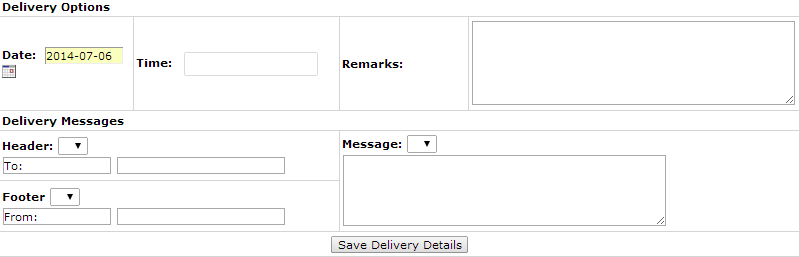 Delivery Options
Date: 2014-07-06
Time:
Remarks:
Delivery Messages
Header:
To:
Message:
Footer
From:
Save Delivery Details